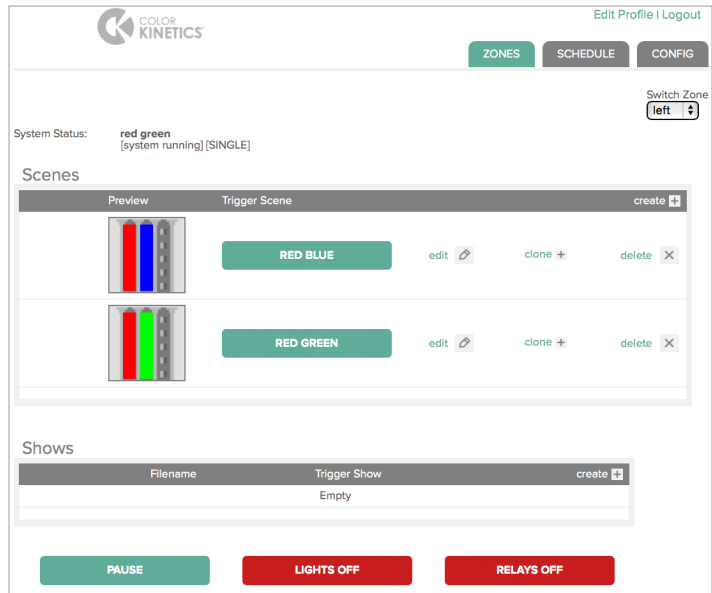 Edit Profile | Logout
COLOR
KINETICS™
ZONES SCHEDULE CONFIG
Switch Zone
left
System Status: red green
[system running] [SINGLE]
Scenes
Preview Trigger Scene create +
RED BLUE edit clone + delete X
RED GREEN edit clone + delete X
Shows
Filename Trigger Show create +
Empty
PAUSE LIGHTS OFF RELAYS OFF